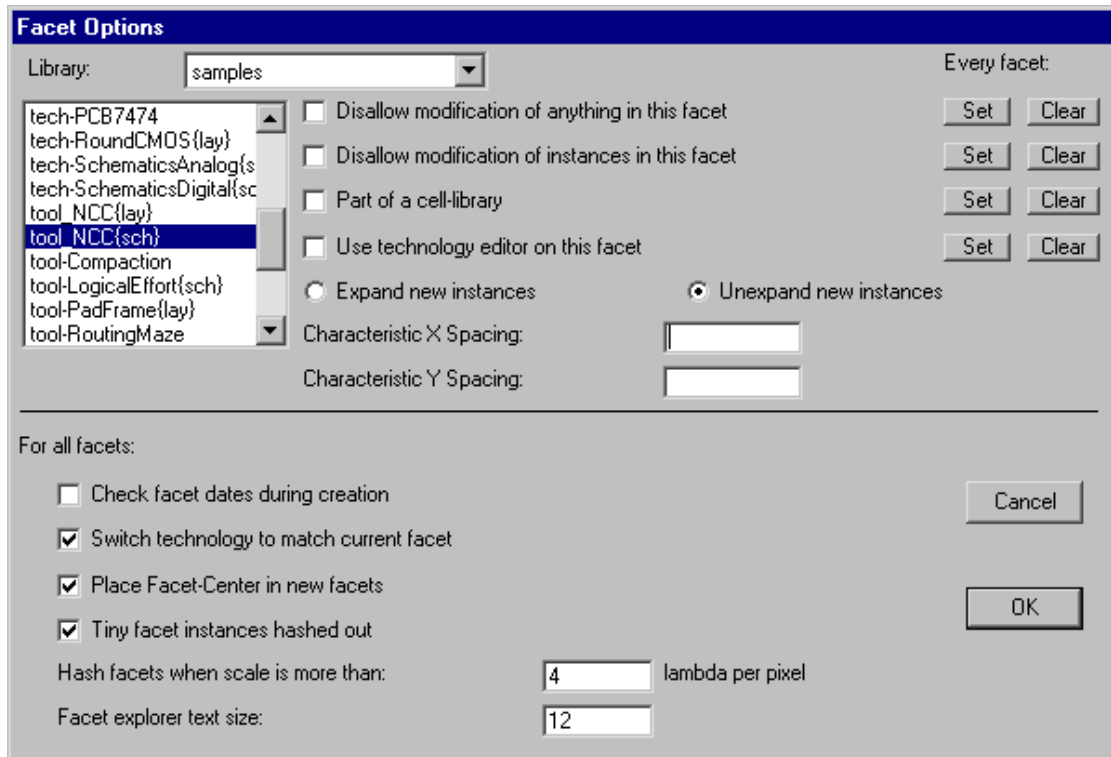 Facet Options
Library: samples Every facet:
tech-PCB7474
tech-RoundCMOS{lay}
tech-SchematicsAnalog{s
tech-SchematicsDigital{sc
tool_NCC{lay}
tool_NCC{sch}
tool-Compaction
tool-LogicalEffort{sch}
tool-PadFrame{lay}
tool-RoutingMaze
Disallow modification of anything in this facet Set Clear
Disallow modification of instances in this facet Set Clear
Part of a cell-library Set Clear
Use technology editor on this facet Set Clear
Expand new instances Unexpand new instances
Characteristic X Spacing:
Characteristic Y Spacing:
For all facets:
Check facet dates during creation
Switch technology to match current facet
Place Facet-Center in new facets
Tiny facet instances hashed out
Hash facets when scale is more than: 4 lambda per pixel
Facet explorer text size: 12
Cancel
OK